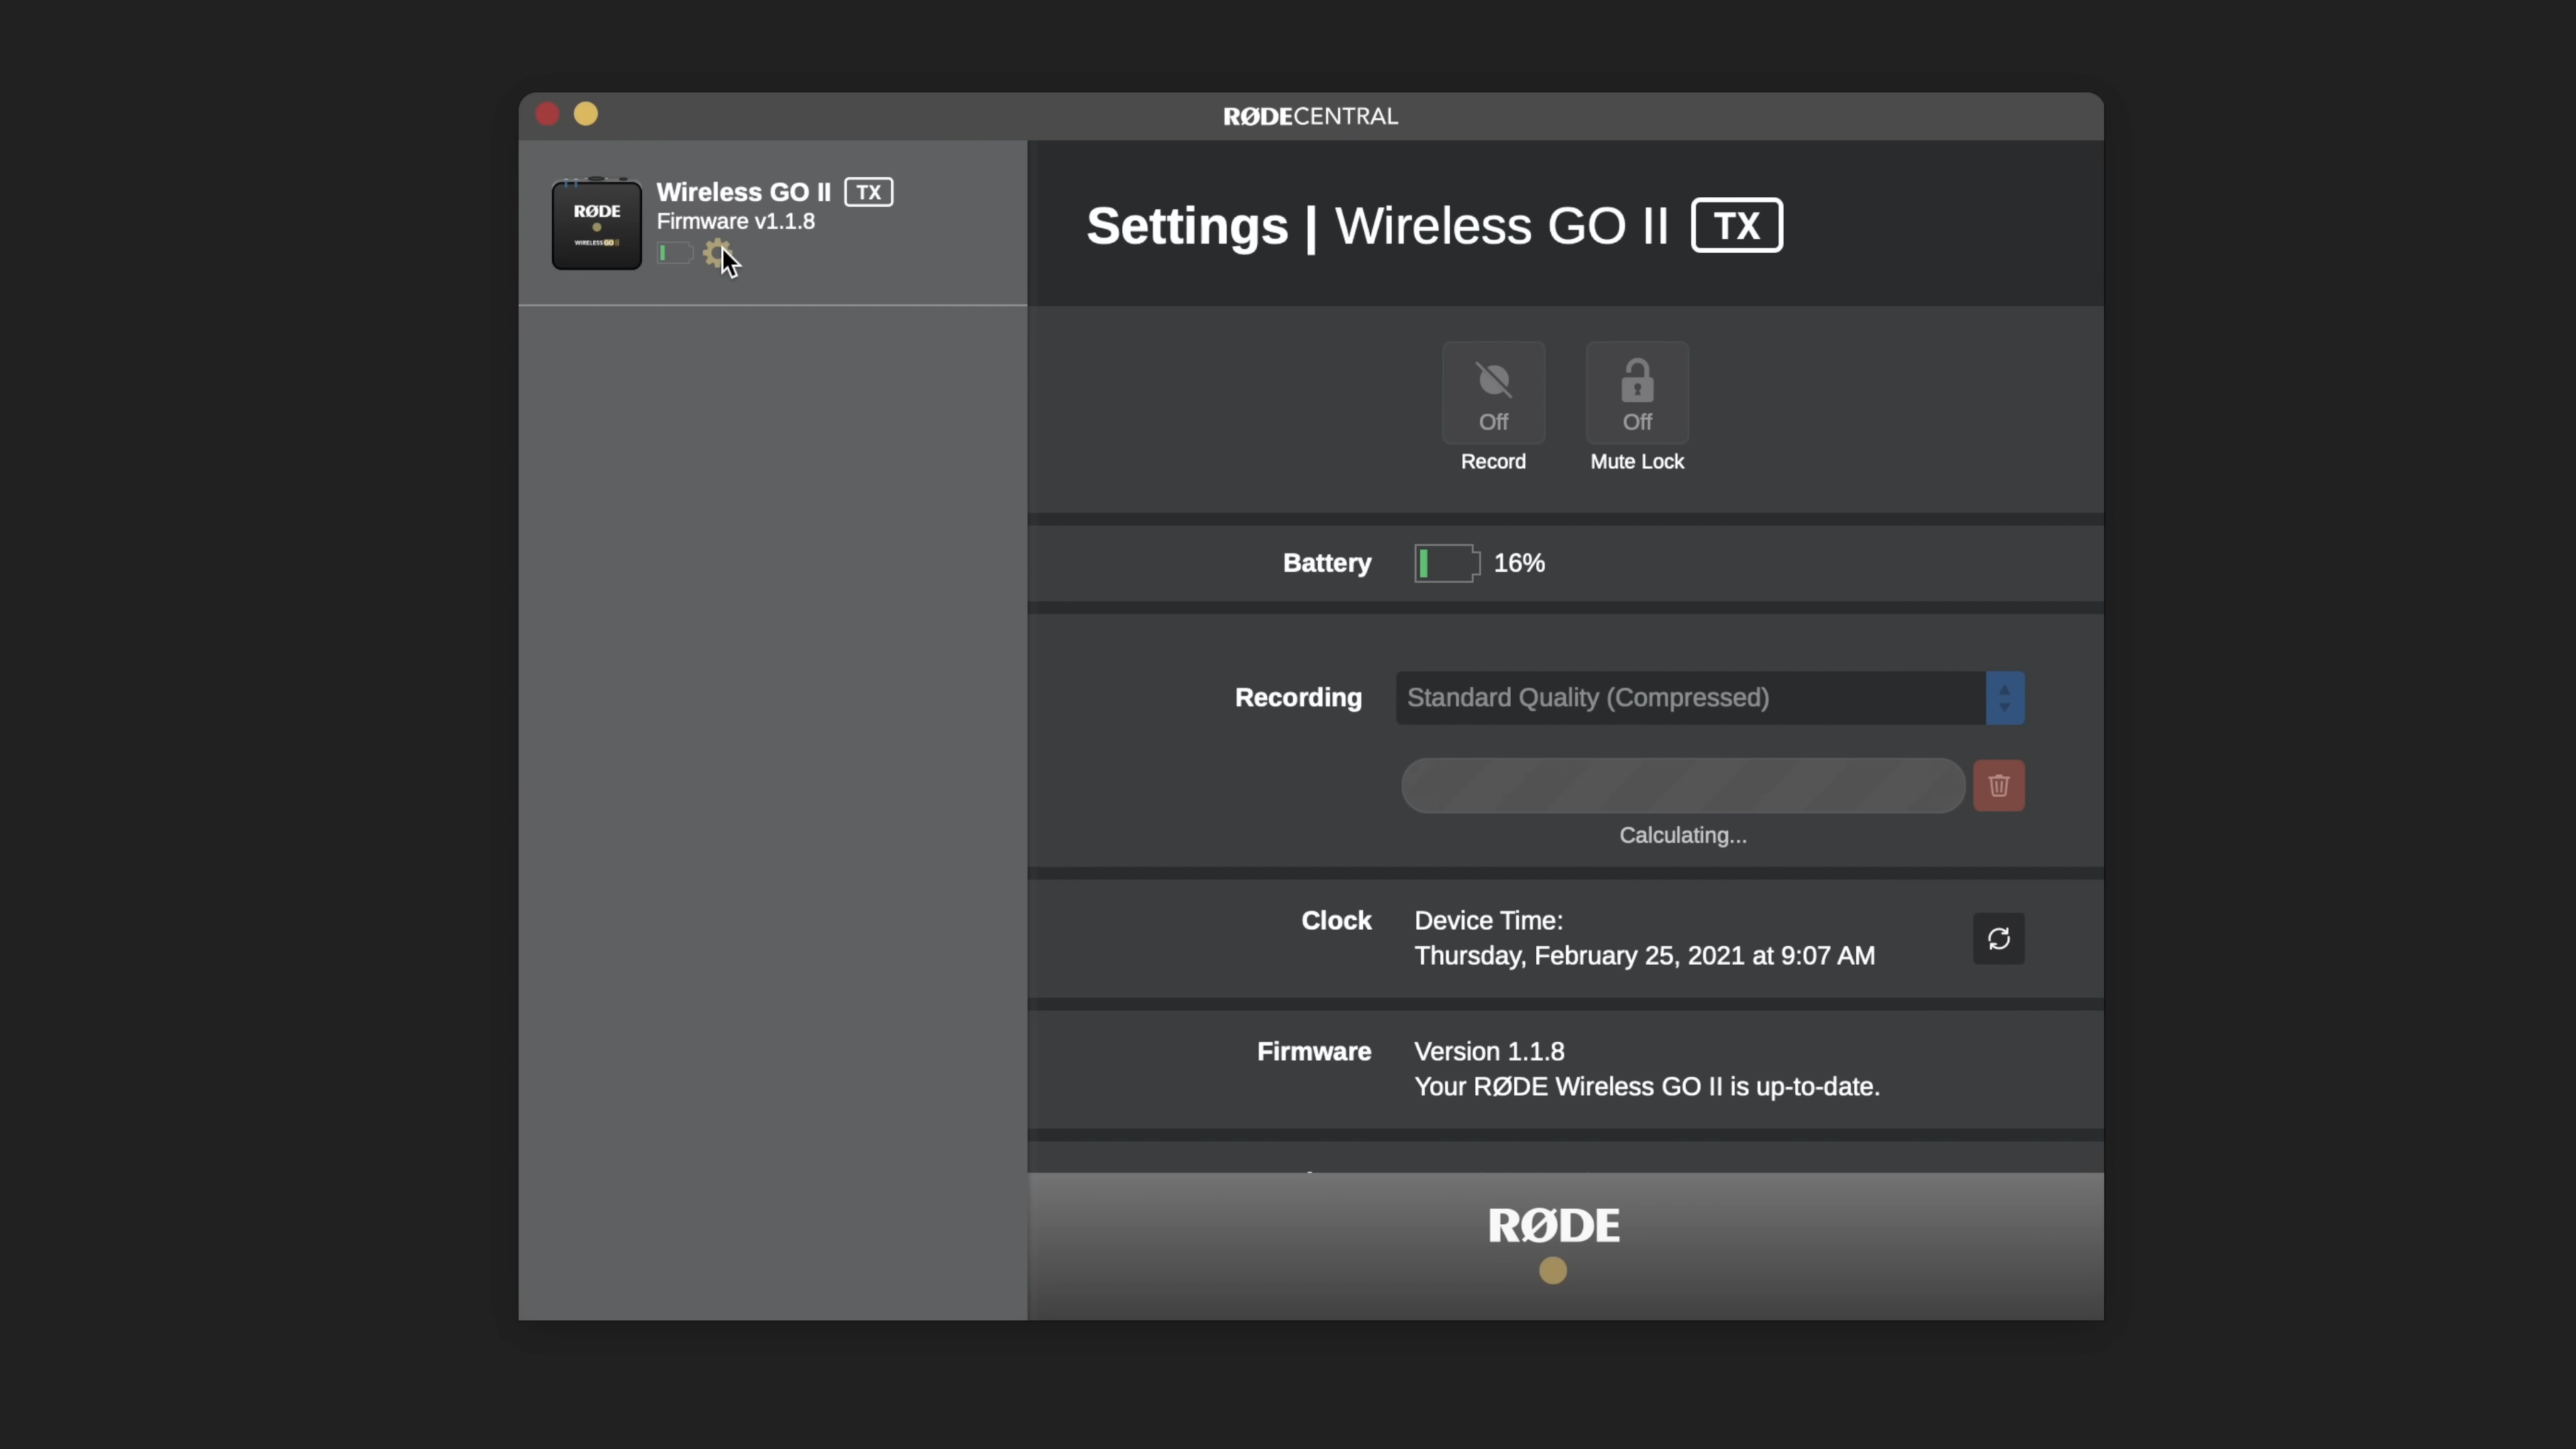 RØDECENTRAL
RØDE
WIRELESS GO II
Wireless GO II TX
Firmware v1.1.8
Settings | Wireless GO II TX
Off
Record
Off
Mute Lock
Battery 16%
Recording Standard Quality (Compressed)
Calculating...
Clock Device Time:
Thursday, February 25, 2021 at 9:07 AM
Firmware Version 1.1.8
Your RØDE Wireless GO II is up-to-date.
RØDE